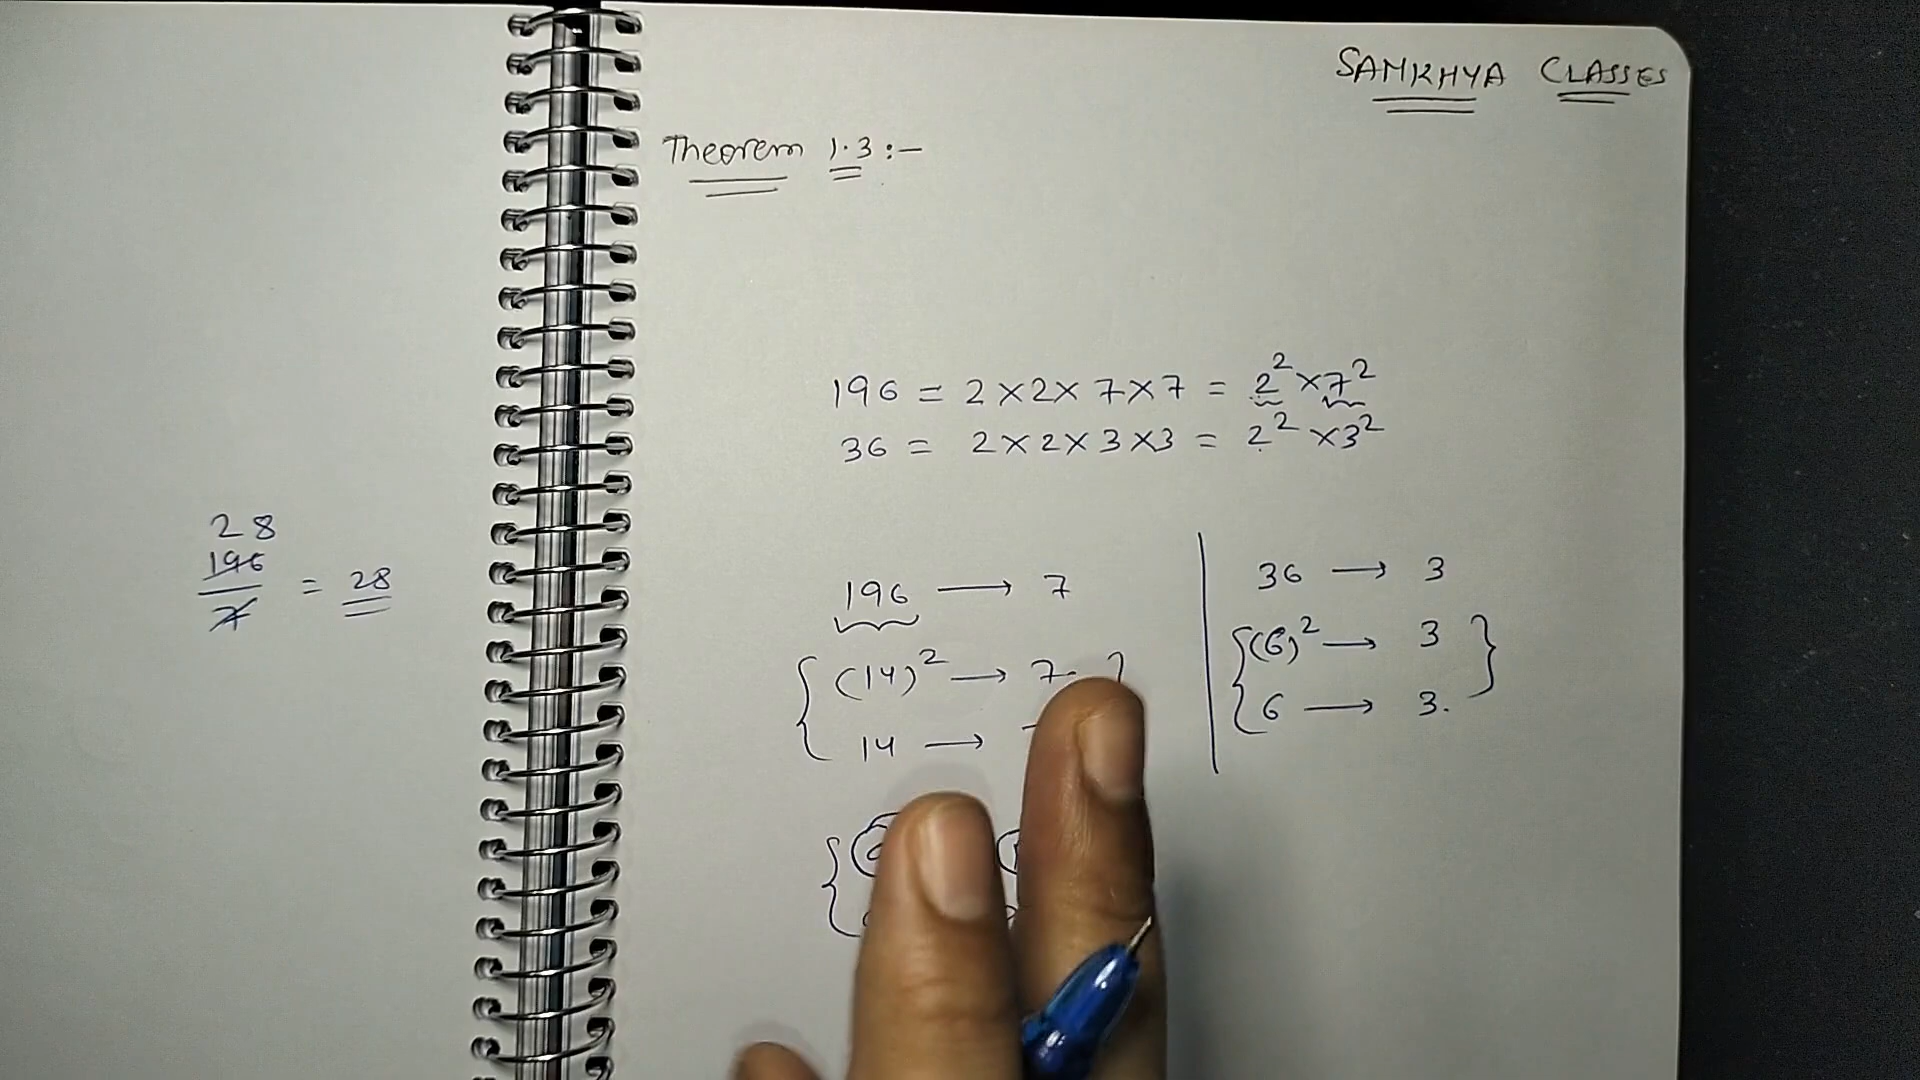 SAMKHYA CLASSES
Theorem 1.3 :-
196 = 2×2×7×7 = 2²×7²
36 = 2×2×3×3 = 2²×3²
28
196
7
= 28
196 → 7
(14)² → 7
14 →
36 → 3
(6)² → 3
6 → 3.